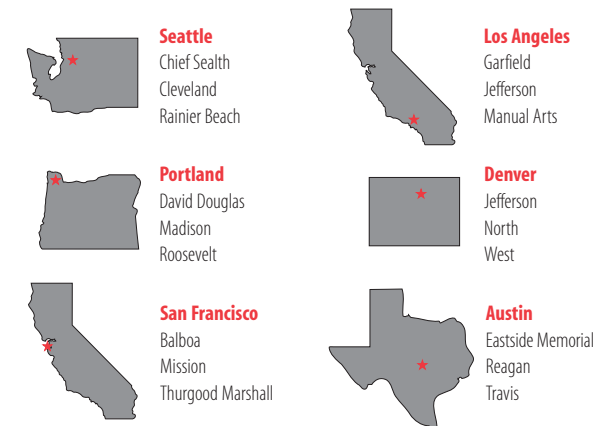 Seattle
Chief Sealth
Cleveland
Rainier Beach
Los Angeles
Garfield
Jefferson
Manual Arts
Portland
David Douglas
Madison
Roosevelt
Denver
Jefferson
North
West
San Francisco
Balboa
Mission
Thurgood Marshall
Austin
Eastside Memorial
Reagan
Travis